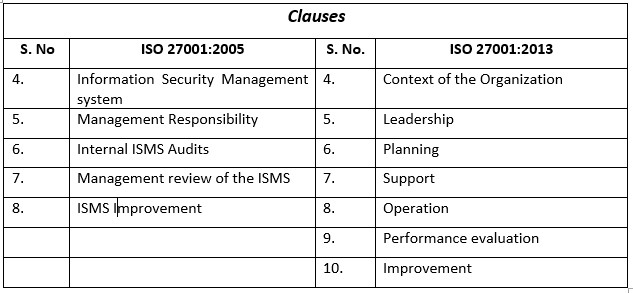 Clauses
S. No ISO 27001:2005 S. No. ISO 27001:2013
4. Information Security Management 4. Context of the Organization
system
5. Management Responsibility 5. Leadership
6. Internal ISMS Audits 6. Planning
7. Management review of the ISMS 7. Support
8. ISMS Improvement 8. Operation
9. Performance evaluation
10. Improvement